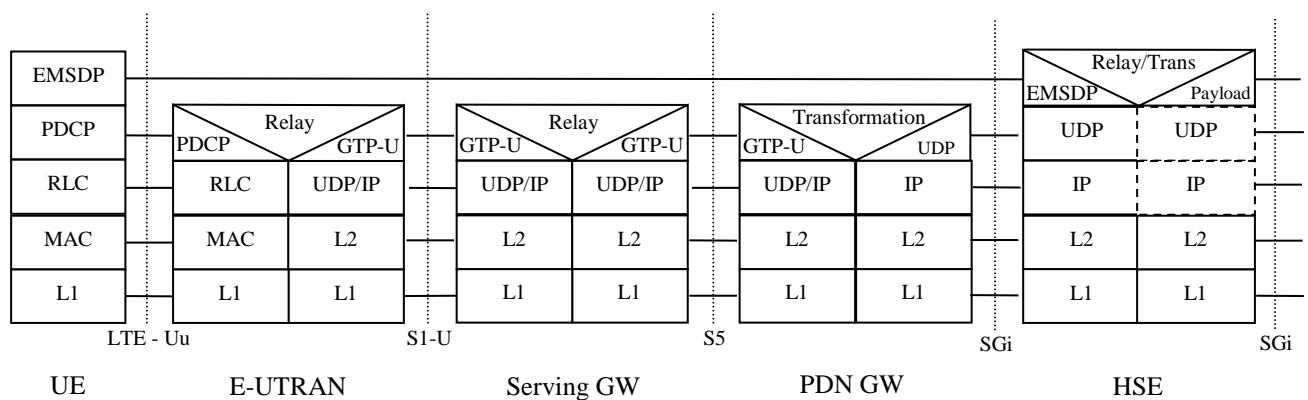 EMSDP
PDCP
RLC
MAC
L1
PDCP Relay GTP-U
RLC UDP/IP
MAC L2
L1 L1
GTP-U Relay GTP-U
UDP/IP UDP/IP
L2 L2
L1 L1
GTP-U Transformation UDP
UDP/IP IP
L2 L2
L1 L1
Relay/Trans
EMSDP Payload
UDP UDP
IP IP
L2 L2
L1 L1
LTE - Uu S1-U S5 SGi SGi
UE E-UTRAN Serving GW PDN GW HSE